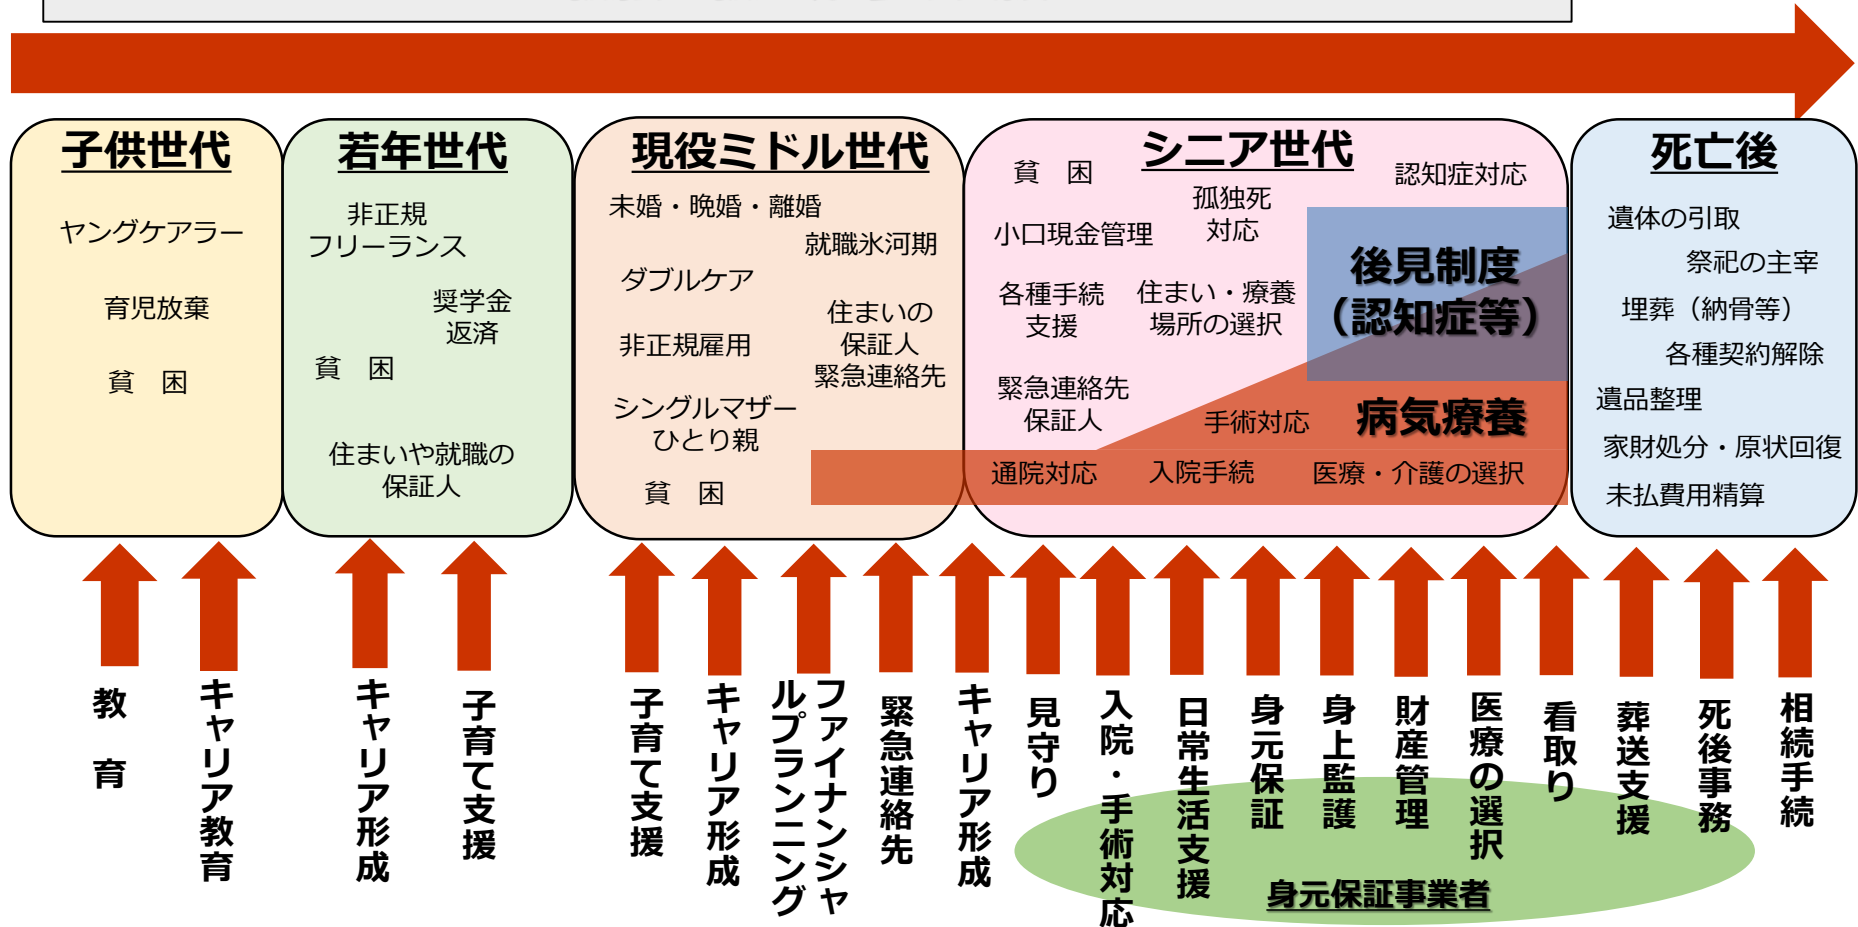 子供世代
ヤングケアラー
育児放棄
貧　困
若年世代
非正規
フリーランス
奨学金
返済
貧　困
住まいや就職の
保証人
現役ミドル世代
未婚・晩婚・離婚
就職氷河期
ダブルケア
住まいの
保証人
緊急連絡先
非正規雇用
シングルマザー
ひとり親
貧　困
シニア世代
貧　困
認知症対応
孤独死
対応
小口現金管理
各種手続
支援
住まい・療養
場所の選択
後見制度
（認知症等）
緊急連絡先
保証人
手術対応
病気療養
通院対応
入院手続
医療・介護の選択
死亡後
遺体の引取
祭祀の主宰
埋葬（納骨等）
各種契約解除
遺品整理
家財処分・原状回復
未払費用精算
教　育
キャリア教育
キャリア形成
子育て支援
子育て支援
キャリア形成
ファイナンシャ
ルプランニング
緊急連絡先
キャリア形成
見守り
入院・手術対応
日常生活支援
身元保証
身上監護
財産管理
医療の選択
看取り
葬送支援
死後事務
相続手続
身元保証事業者